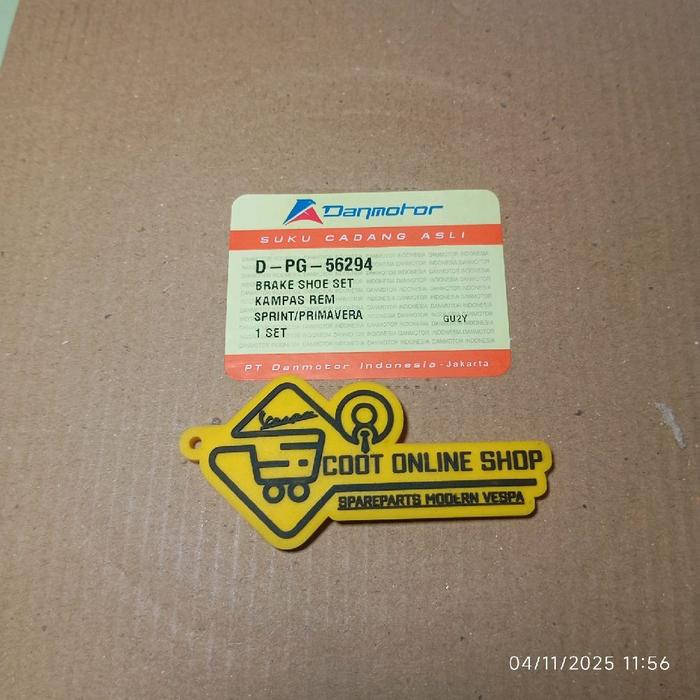 Danmotor
SUKU CADANG ASLI
D-PG-56294
BRAKE SHOE SET
KAMPAS REM
SPRINT/PRIMAVERA
GU2Y
1 SET
PT Danmotor Indonesia - Jakarta
Vespa
COOT ONLINE SHOP
SPAREPARTS MODERN VESPA
04/11/2025 11:56